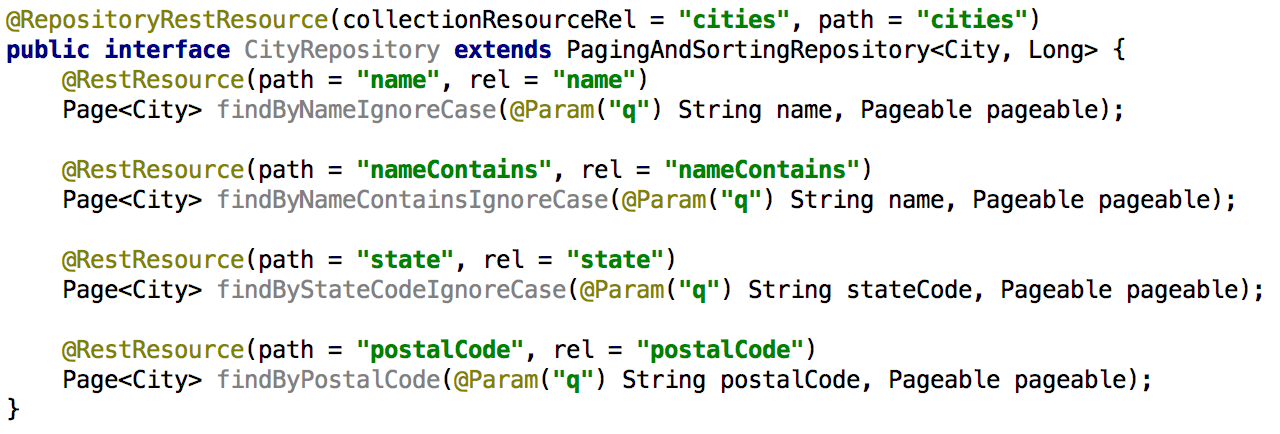 @RepositoryRestResource(collectionResourceRel = "cities", path = "cities")
public interface CityRepository extends PagingAndSortingRepository<City, Long> {
    @RestResource(path = "name", rel = "name")
    Page<City> findByNameIgnoreCase(@Param("q") String name, Pageable pageable);

    @RestResource(path = "nameContains", rel = "nameContains")
    Page<City> findByNameContainsIgnoreCase(@Param("q") String name, Pageable pageable);

    @RestResource(path = "state", rel = "state")
    Page<City> findByStateCodeIgnoreCase(@Param("q") String stateCode, Pageable pageable);

    @RestResource(path = "postalCode", rel = "postalCode")
    Page<City> findByPostalCode(@Param("q") String postalCode, Pageable pageable);
}